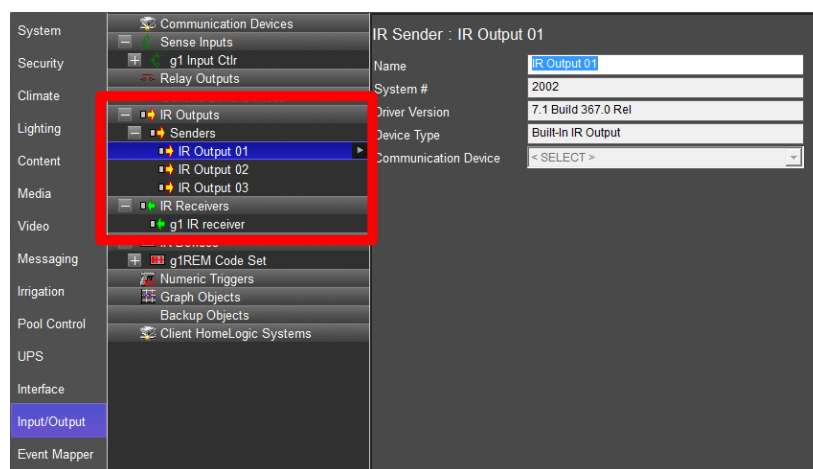 System
Security
Climate
Lighting
Content
Media
Video
Messaging
Irrigation
Pool Control
UPS
Interface
Input/Output
Event Mapper
Communication Devices
Sense Inputs
g1 Input Ctlr
Relay Outputs
IR Outputs
Senders
IR Output 01
IR Output 02
IR Output 03
IR Receivers
g1 IR receiver
g1REM Code Set
Numeric Triggers
Graph Objects
Backup Objects
Client HomeLogic Systems
IR Sender : IR Output 01
Name IR Output 01
System # 2002
Driver Version 7.1 Build 367.0 Rel
Device Type Built-In IR Output
Communication Device < SELECT >